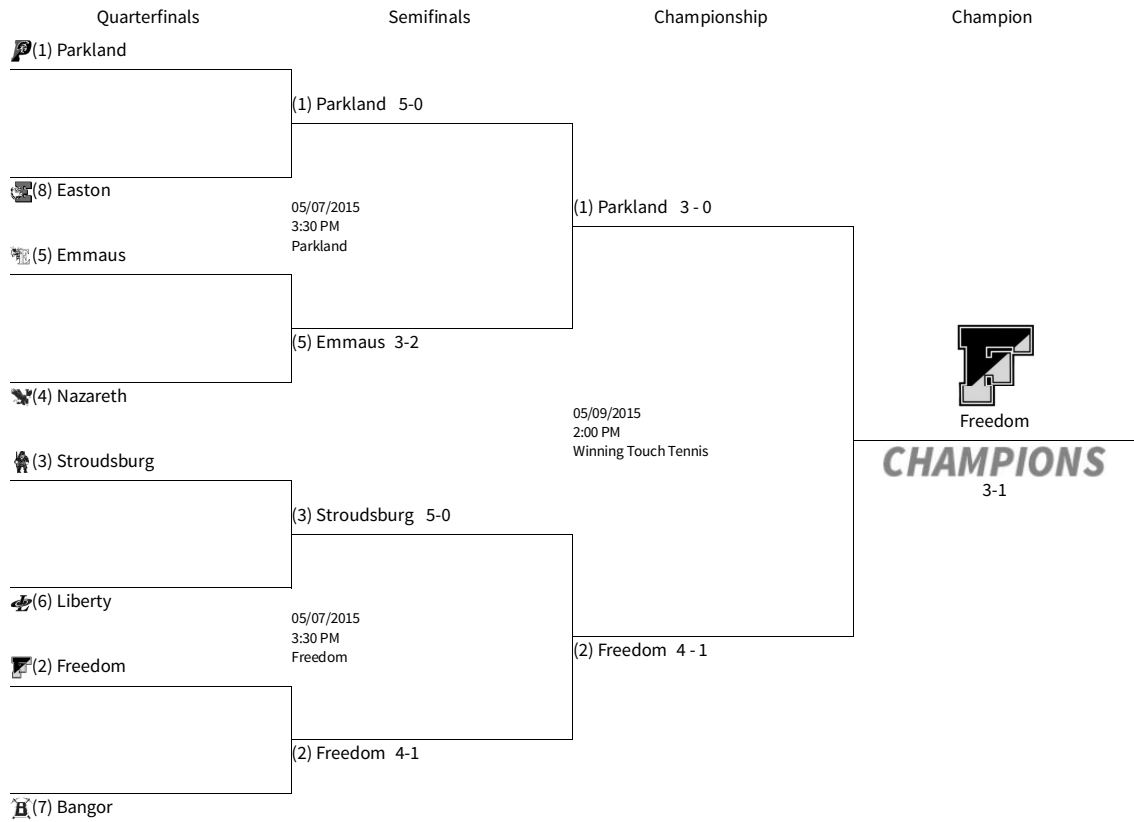 Quarterfinals Semifinals Championship Champion
(1) Parkland
(1) Parkland 5-0
(8) Easton
05/07/2015
3:30 PM
Parkland
(1) Parkland 3 - 0
(5) Emmaus
(5) Emmaus 3-2
(4) Nazareth
05/09/2015
2:00 PM
Winning Touch Tennis
F
Freedom
CHAMPIONS
3-1
(3) Stroudsburg
(3) Stroudsburg 5-0
(6) Liberty
05/07/2015
3:30 PM
Freedom
(2) Freedom 4 - 1
(2) Freedom
(2) Freedom 4-1
(7) Bangor